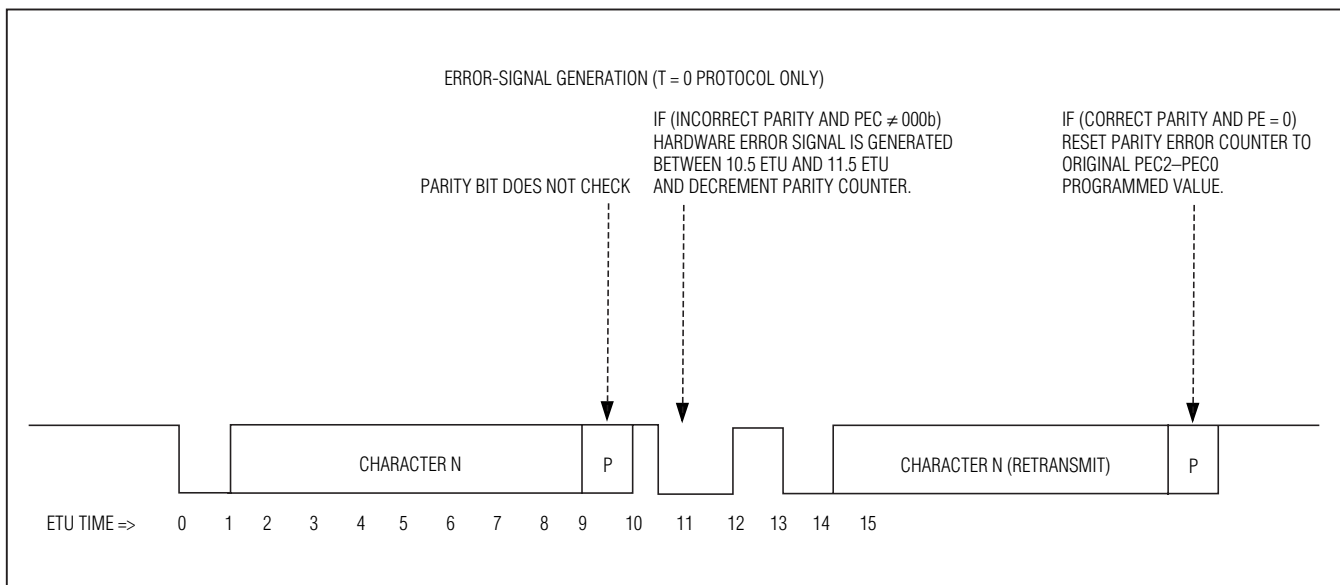 ERROR-SIGNAL GENERATION (T = 0 PROTOCOL ONLY)
PARITY BIT DOES NOT CHECK
IF (INCORRECT PARITY AND PEC ≠ 000b)
HARDWARE ERROR SIGNAL IS GENERATED
BETWEEN 10.5 ETU AND 11.5 ETU
AND DECREMENT PARITY COUNTER.
IF (CORRECT PARITY AND PE = 0)
RESET PARITY ERROR COUNTER TO
ORIGINAL PEC2–PEC0
PROGRAMMED VALUE.
CHARACTER N
P
CHARACTER N (RETRANSMIT)
P
ETU TIME => 0 1 2 3 4 5 6 7 8 9 10 11 12 13 14 15